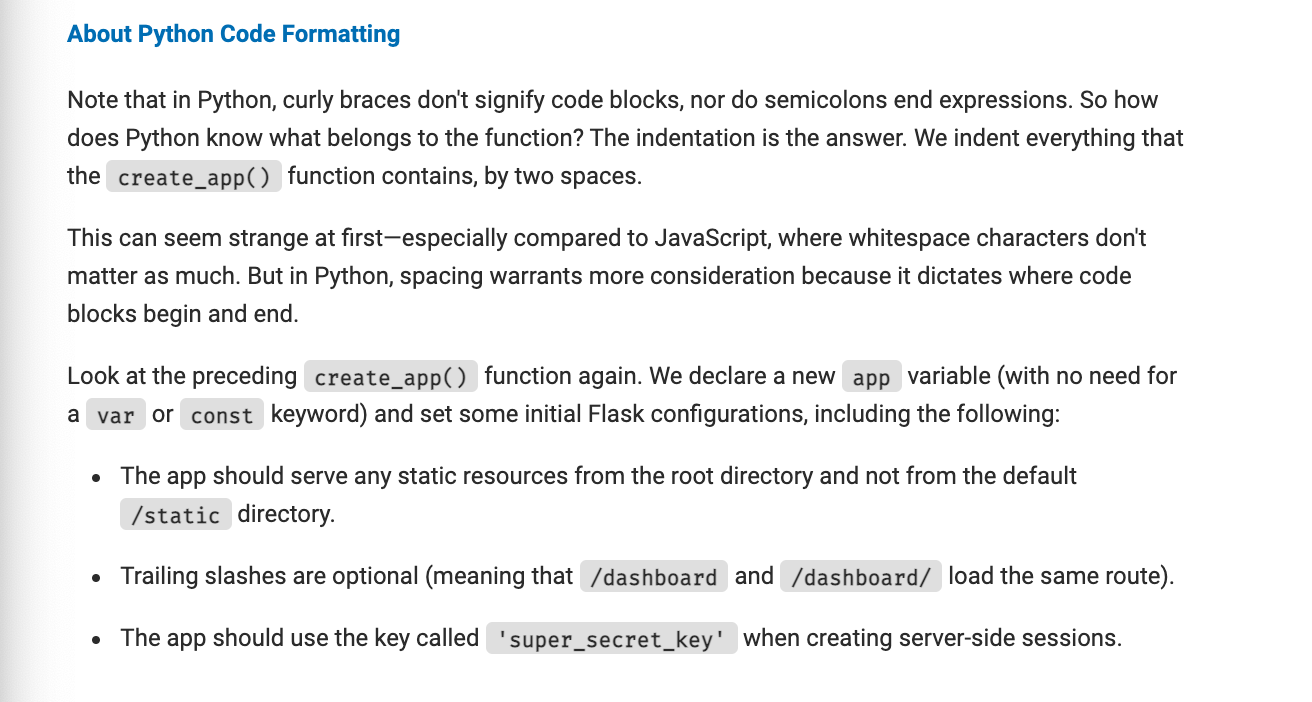 About Python Code Formatting
Note that in Python, curly braces don't signify code blocks, nor do semicolons end expressions. So how
does Python know what belongs to the function? The indentation is the answer. We indent everything that
the create_app() function contains, by two spaces.
This can seem strange at first—especially compared to JavaScript, where whitespace characters don't
matter as much. But in Python, spacing warrants more consideration because it dictates where code
blocks begin and end.
Look at the preceding create_app() function again. We declare a new app variable (with no need for
a var or const keyword) and set some initial Flask configurations, including the following:
• The app should serve any static resources from the root directory and not from the default
/static directory.
• Trailing slashes are optional (meaning that /dashboard and /dashboard/ load the same route).
• The app should use the key called 'super_secret_key' when creating server-side sessions.